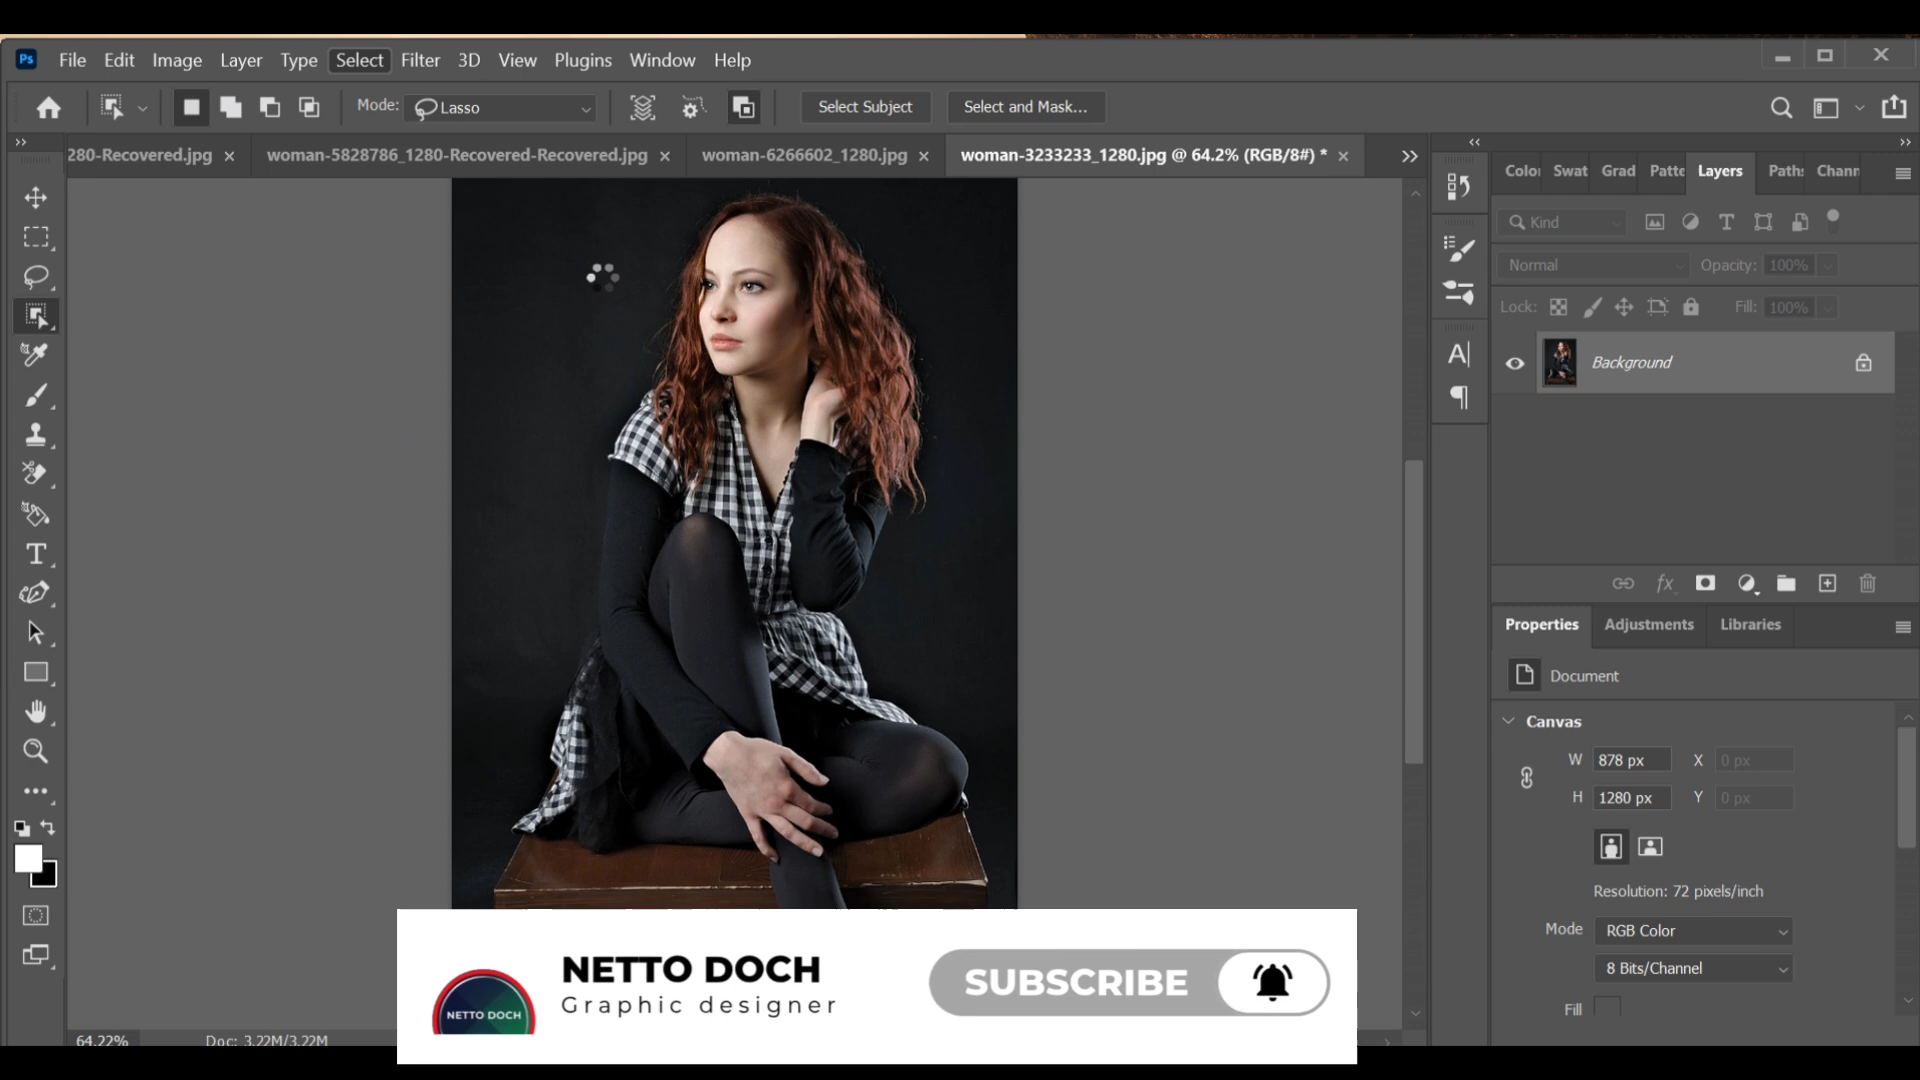 Ps File Edit Image Layer Type Select Filter 3D View Plugins Window Help
Mode: Lasso Select Subject Select and Mask...
280-Recovered.jpg × woman-5828786_1280-Recovered-Recovered.jpg × woman-6266602_1280.jpg × woman-3233233_1280.jpg @ 64.2% (RGB/8#) * ×
Color Swat Grad Patte Layers Paths Chann
Kind
Normal Opacity: 100%
Lock: Fill: 100%
Background
Properties Adjustments Libraries
Document
Canvas
W 878 px X 0 px
H 1280 px Y 0 px
Resolution: 72 pixels/inch
Mode RGB Color
8 Bits/Channel
Fill
NETTO DOCH
Graphic designer
SUBSCRIBE
NETTO DOCH
64.22% Doc: 3.22M/3.22M